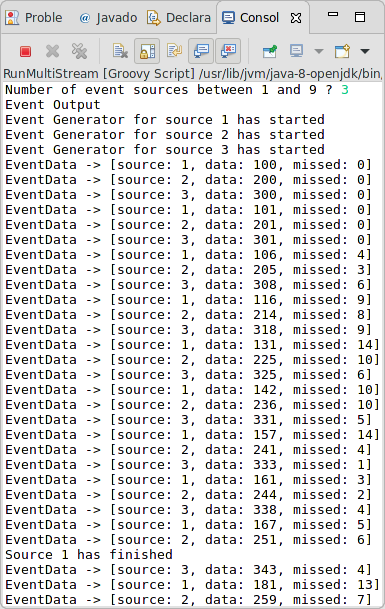 Proble Javado Declara Consol
RunMultiStream [Groovy Script] /usr/lib/jvm/java-8-openjdk/bin/
Number of event sources between 1 and 9 ? 3
Event Output
Event Generator for source 1 has started
Event Generator for source 2 has started
Event Generator for source 3 has started
EventData -> [source: 1, data: 100, missed: 0]
EventData -> [source: 2, data: 200, missed: 0]
EventData -> [source: 3, data: 300, missed: 0]
EventData -> [source: 1, data: 101, missed: 0]
EventData -> [source: 2, data: 201, missed: 0]
EventData -> [source: 3, data: 301, missed: 0]
EventData -> [source: 1, data: 106, missed: 4]
EventData -> [source: 2, data: 205, missed: 3]
EventData -> [source: 3, data: 308, missed: 6]
EventData -> [source: 1, data: 116, missed: 9]
EventData -> [source: 2, data: 214, missed: 8]
EventData -> [source: 3, data: 318, missed: 9]
EventData -> [source: 1, data: 131, missed: 14]
EventData -> [source: 2, data: 225, missed: 10]
EventData -> [source: 3, data: 325, missed: 6]
EventData -> [source: 1, data: 142, missed: 10]
EventData -> [source: 2, data: 236, missed: 10]
EventData -> [source: 3, data: 331, missed: 5]
EventData -> [source: 1, data: 157, missed: 14]
EventData -> [source: 2, data: 241, missed: 4]
EventData -> [source: 3, data: 333, missed: 1]
EventData -> [source: 1, data: 161, missed: 3]
EventData -> [source: 2, data: 244, missed: 2]
EventData -> [source: 3, data: 338, missed: 4]
EventData -> [source: 1, data: 167, missed: 5]
EventData -> [source: 2, data: 251, missed: 6]
Source 1 has finished
EventData -> [source: 3, data: 343, missed: 4]
EventData -> [source: 1, data: 181, missed: 13]
EventData -> [source: 2, data: 259, missed: 7]